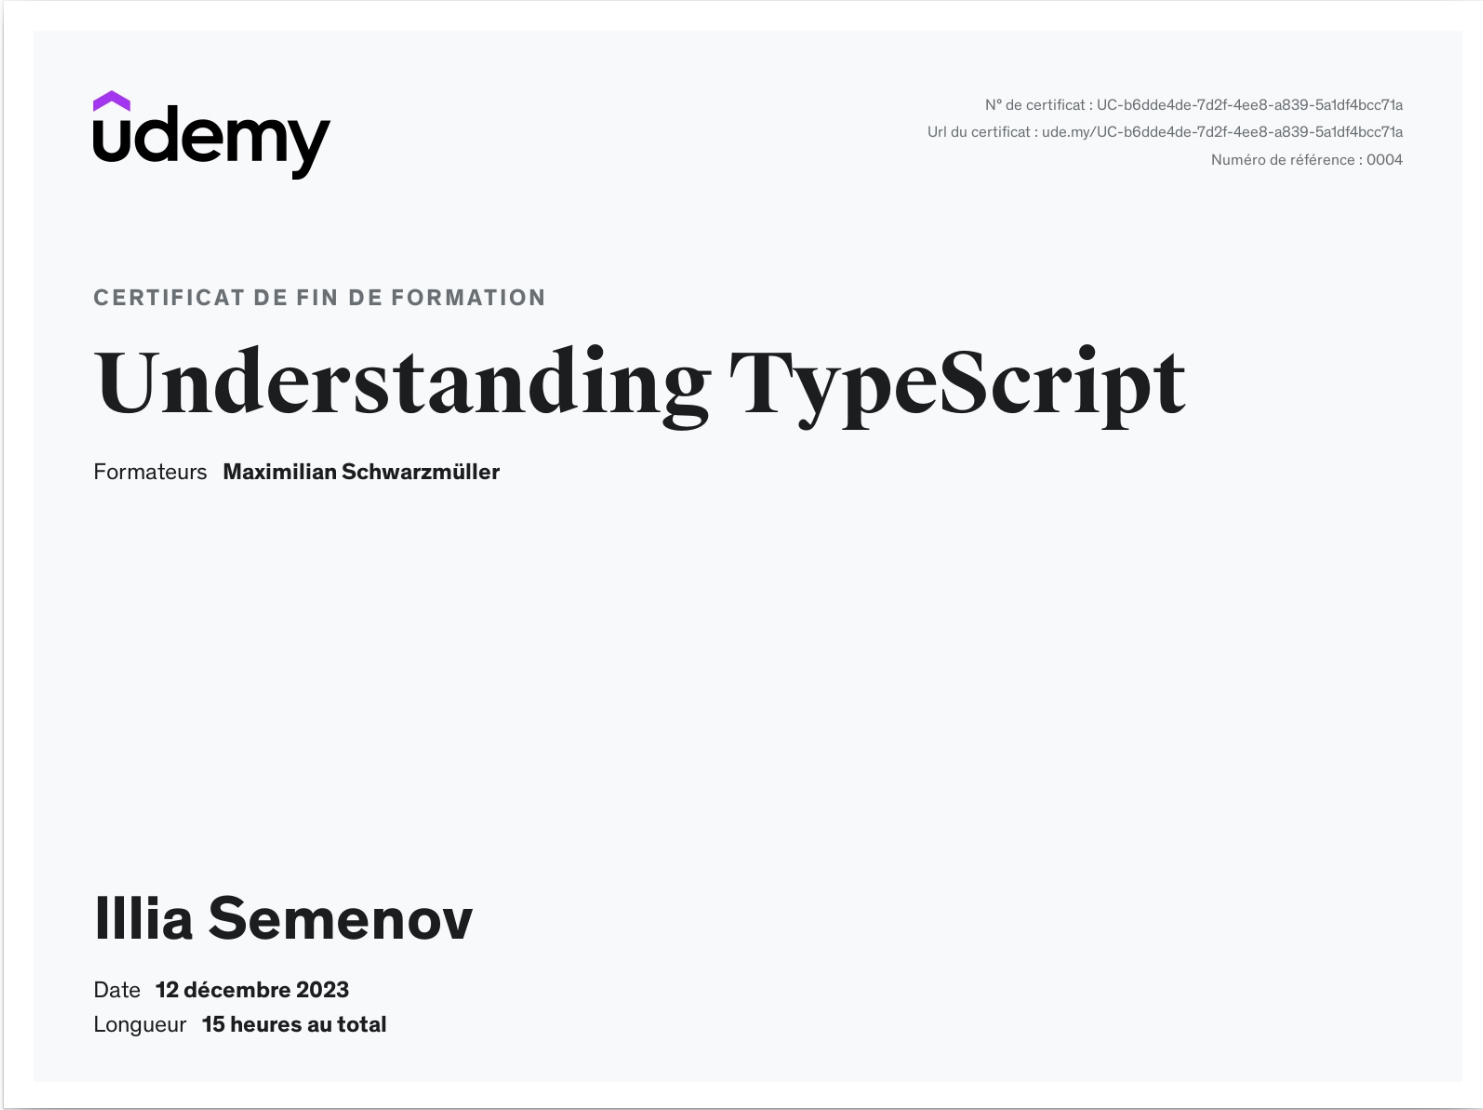 udemy
N° de certificat : UC-b6dde4de-7d2f-4ee8-a839-5a1df4bcc71a
Url du certificat : ude.my/UC-b6dde4de-7d2f-4ee8-a839-5a1df4bcc71a
Numéro de référence : 0004
CERTIFICAT DE FIN DE FORMATION
Understanding TypeScript
Formateurs Maximilian Schwarzmüller
Illia Semenov
Date 12 décembre 2023
Longueur 15 heures au total